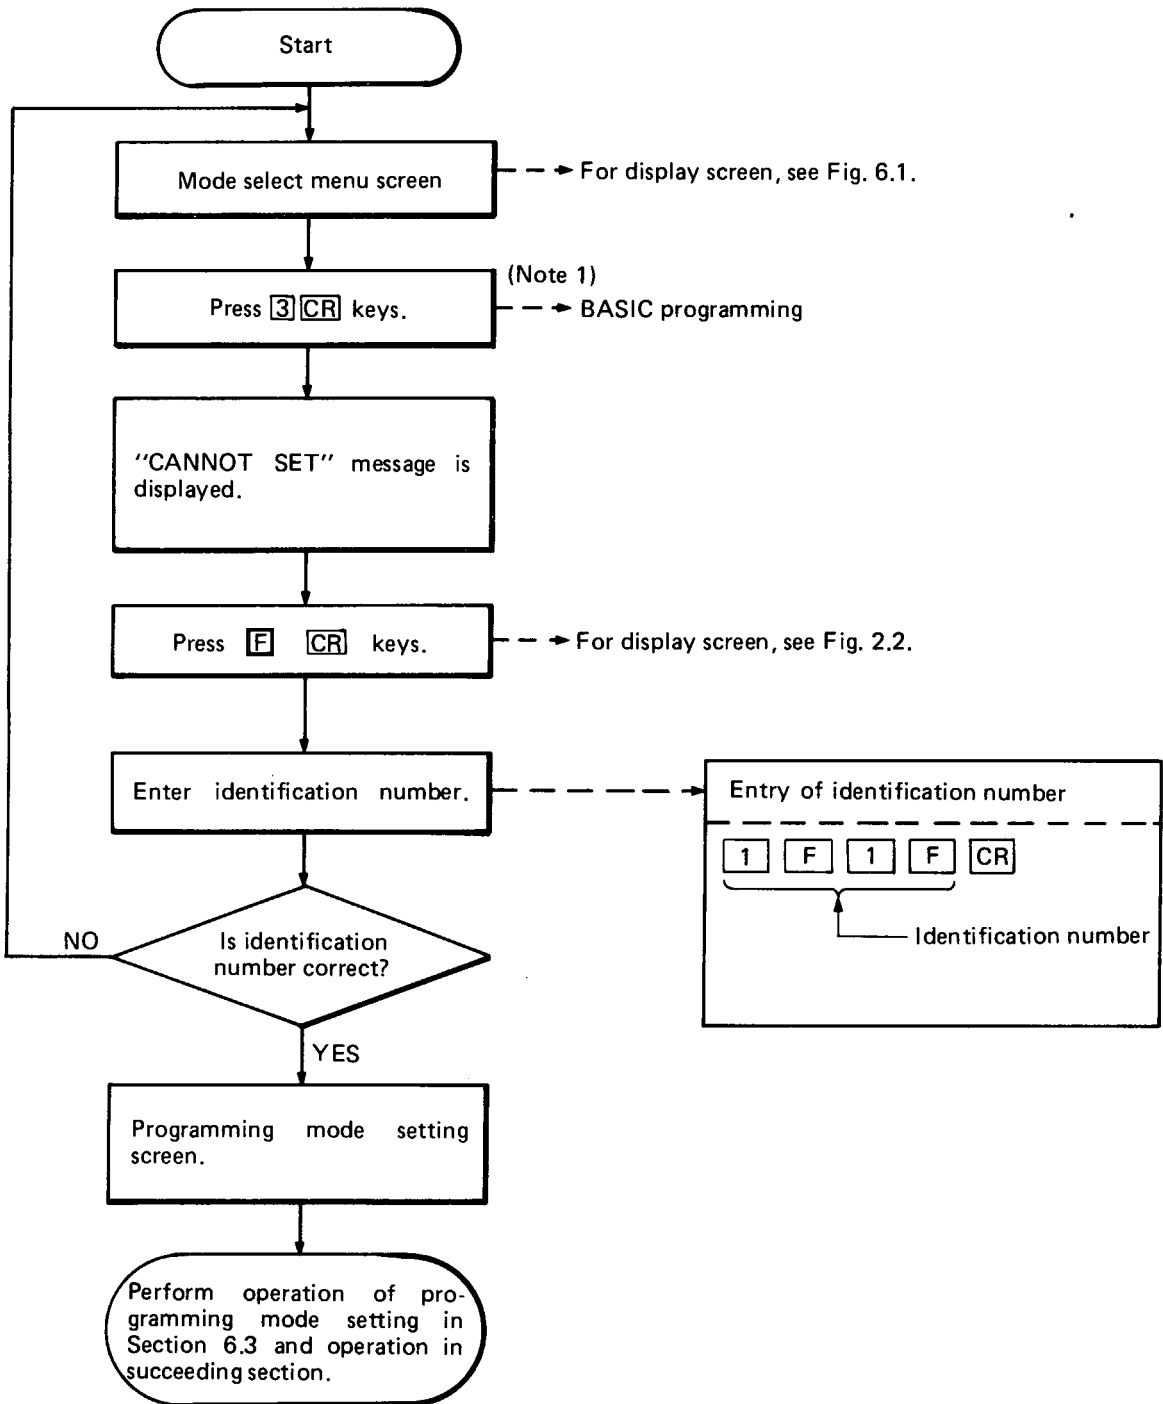 Start
Mode select menu screen
For display screen, see Fig. 6.1.
(Note 1)
Press 3 CR keys.
BASIC programming
"CANNOT SET" message is
displayed.
Press F CR keys.
For display screen, see Fig. 2.2.
Enter identification number.
Entry of identification number
1 F 1 F CR
Identification number
Is identification
number correct?
NO
YES
Programming mode setting
screen.
Perform operation of pro-
gramming mode setting in
Section 6.3 and operation in
succeeding section.